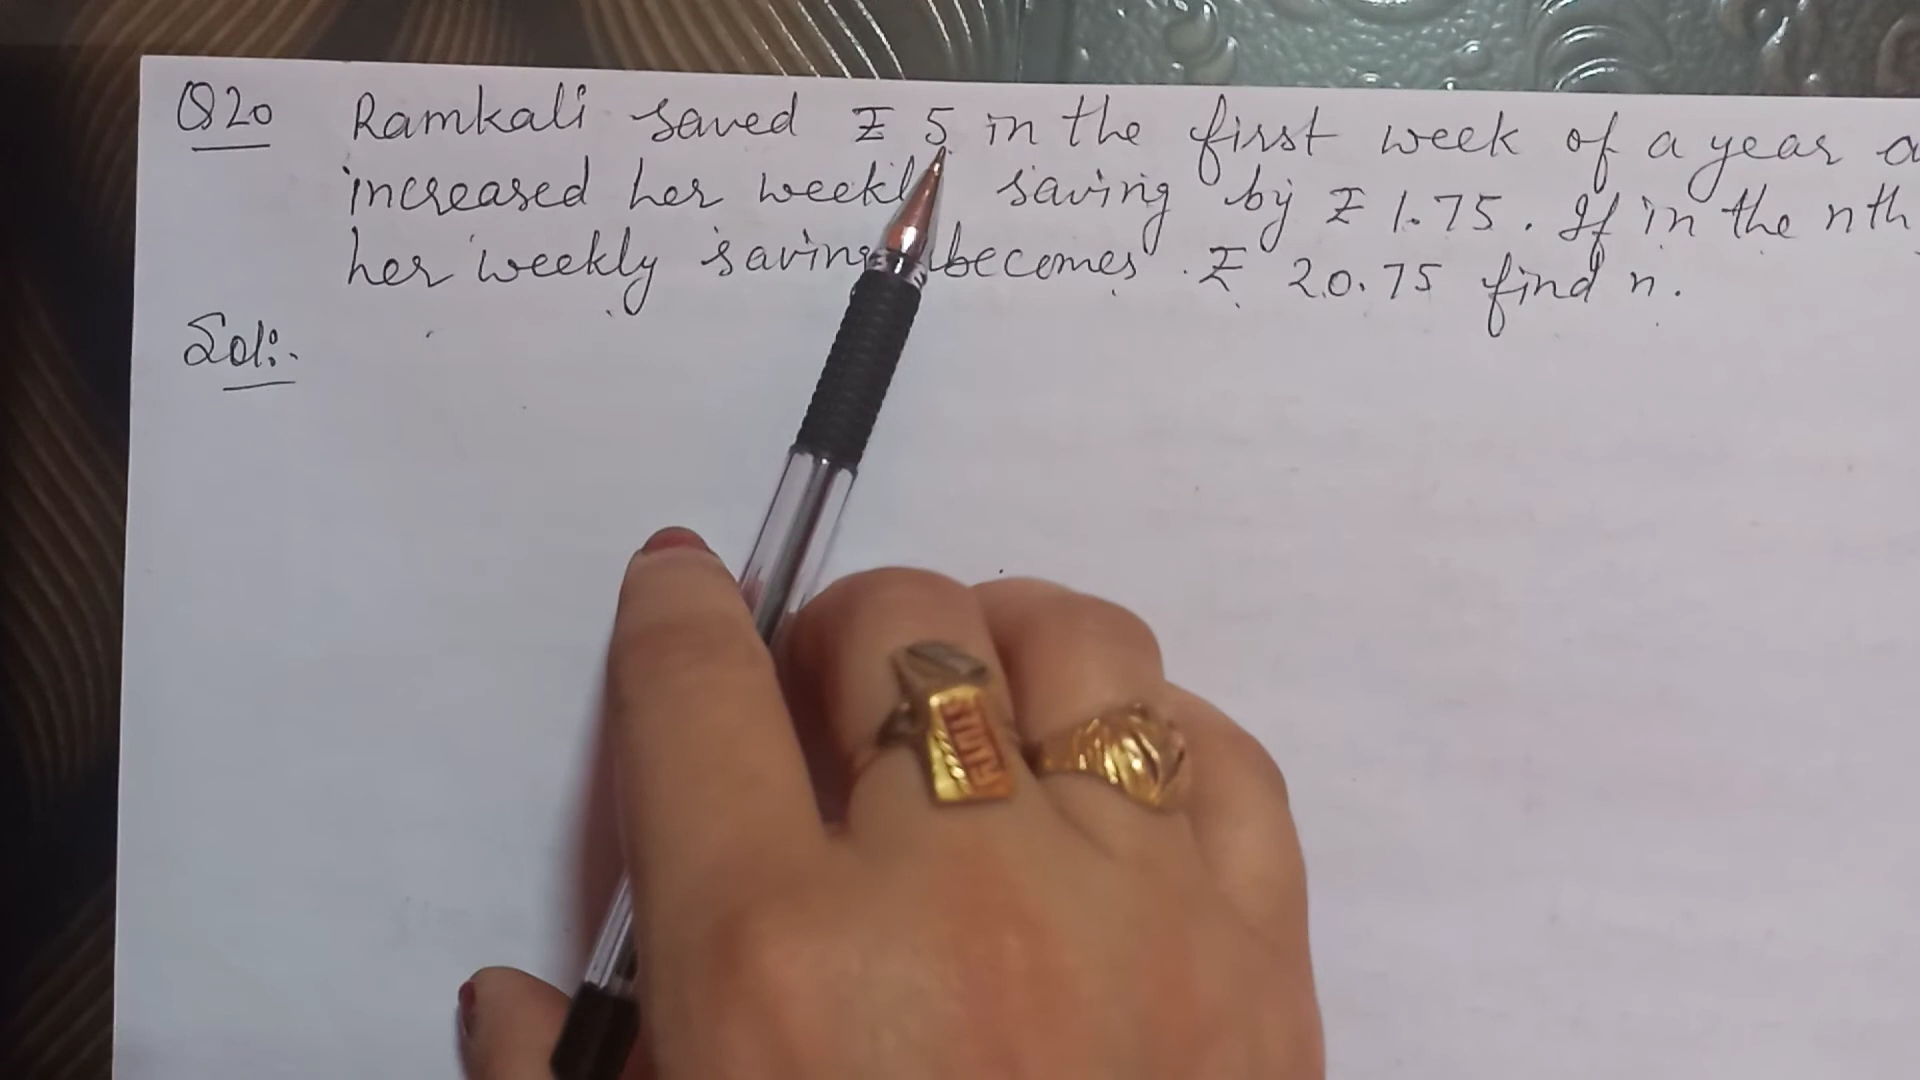 Q20 Ramkali saved ₹ 5 in the first week of a year
increased her weekly saving by ₹ 1.75. If in the nth
her weekly saving becomes ₹ 20.75 find n.
Sol:-